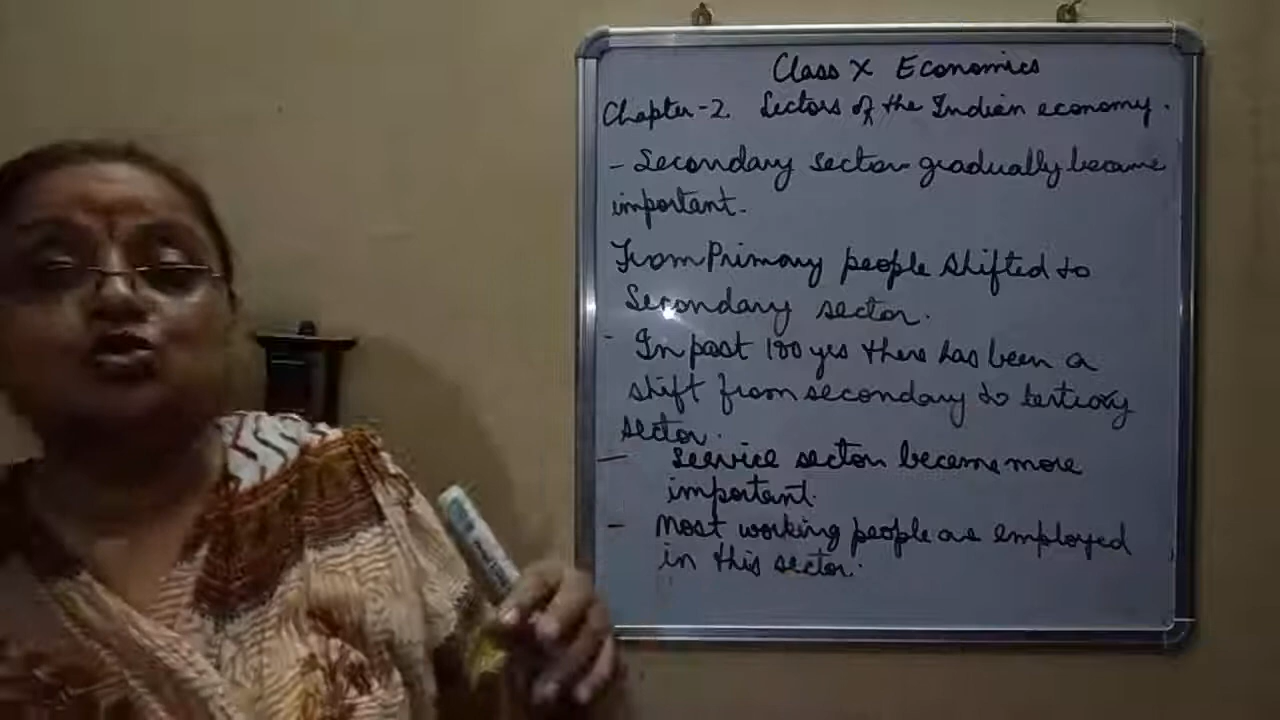 Class X Economics
Chapter-2. Sectors of the Indian economy.
- Secondary sector gradually became
important.
From Primary people shifted to
Secondary sector.
- In past 100 yes there has been a
shift from secondary to tertiary
sector.
- Service sector became more
important.
- Most working people are employed
in this sector.